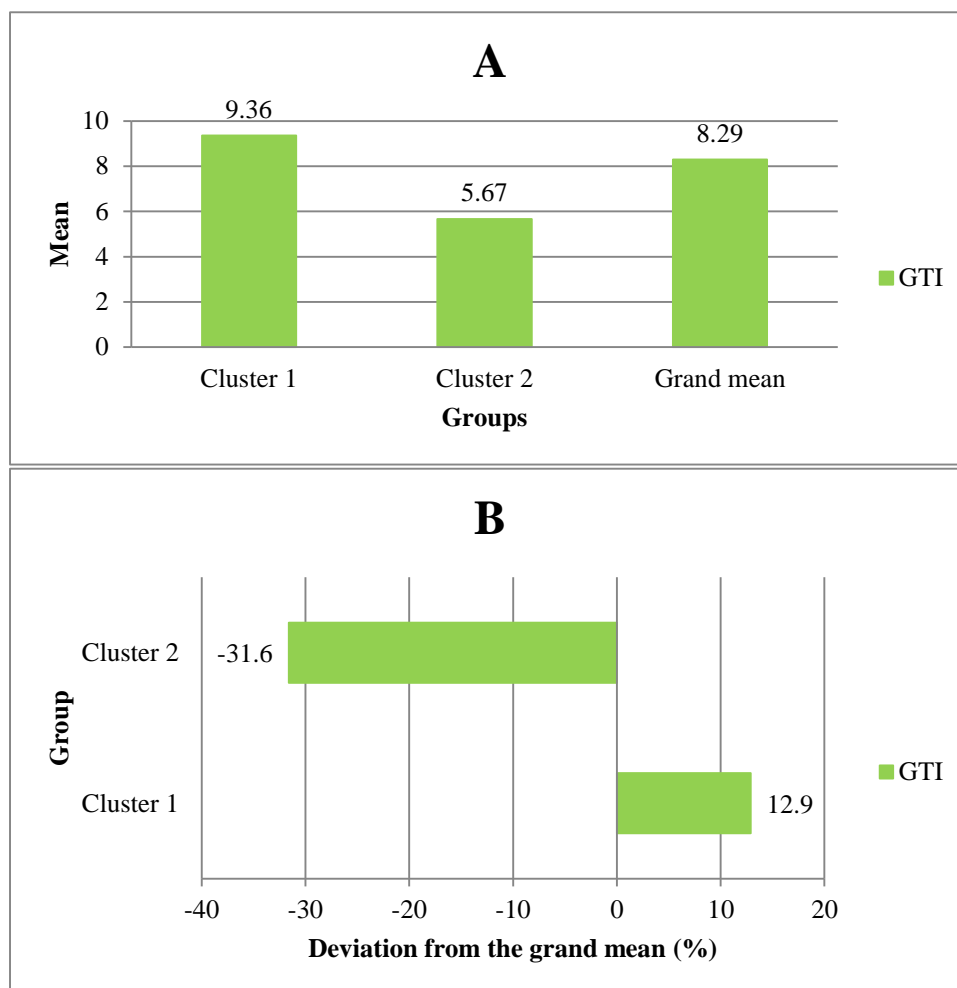 A
9.36
5.67
8.29
10
8
6
4
2
0
Mean
Cluster 1 Cluster 2 Grand mean
Groups
GTI
B
Cluster 2
-31.6
Cluster 1
12.9
Group
-40 -30 -20 -10 0 10 20
Deviation from the grand mean (%)
GTI